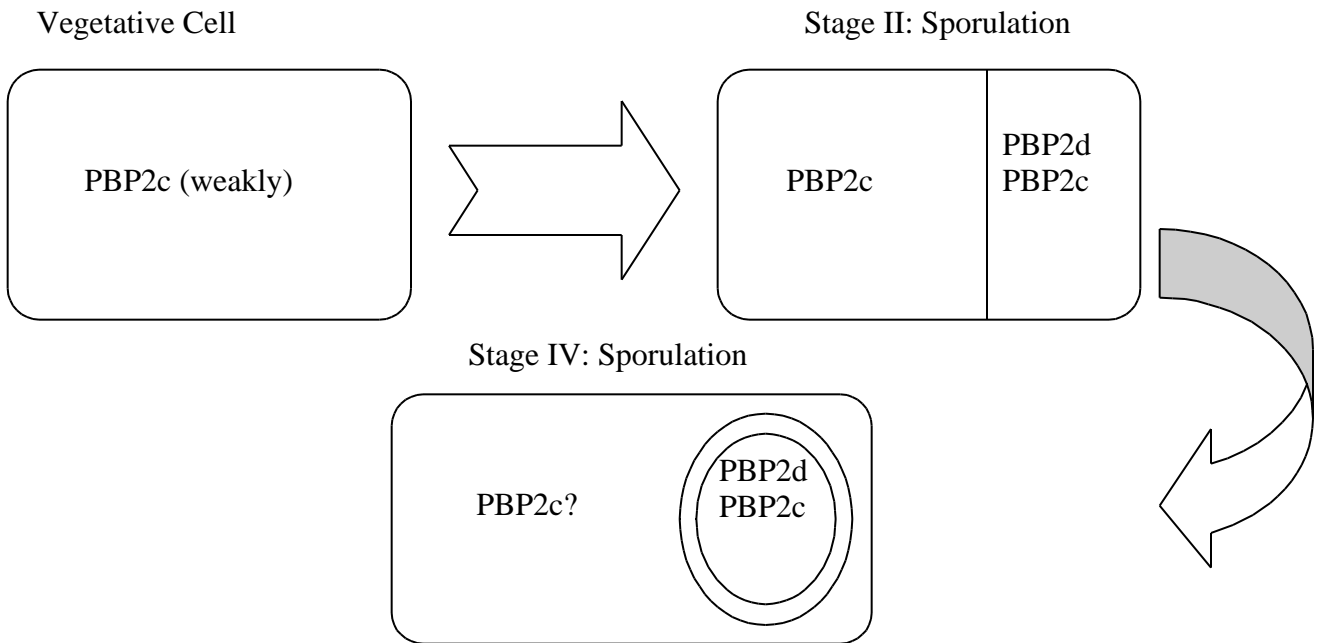 Vegetative Cell
Stage II: Sporulation
PBP2c (weakly)
PBP2c
PBP2d
PBP2c
Stage IV: Sporulation
PBP2c?
PBP2d
PBP2c